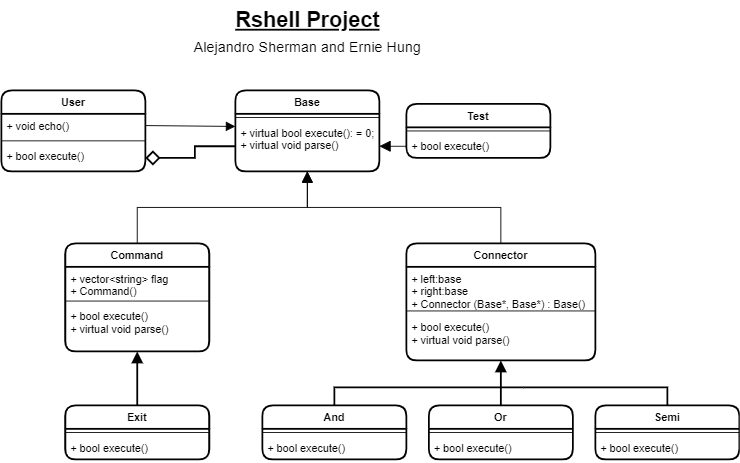 Rshell Project
Alejandro Sherman and Ernie Hung
User
+ void echo()
+ bool execute()
Base
+ virtual bool execute(): = 0;
+ virtual void parse()
Test
+ bool execute()
Command
+ vector<string> flag
+ Command()
+ bool execute()
+ virtual void parse()
Connector
+ left:base
+ right:base
+ Connector (Base*, Base*) : Base()
+ bool execute()
+ virtual void parse()
Exit
+ bool execute()
And
+ bool execute()
Or
+ bool execute()
Semi
+ bool execute()